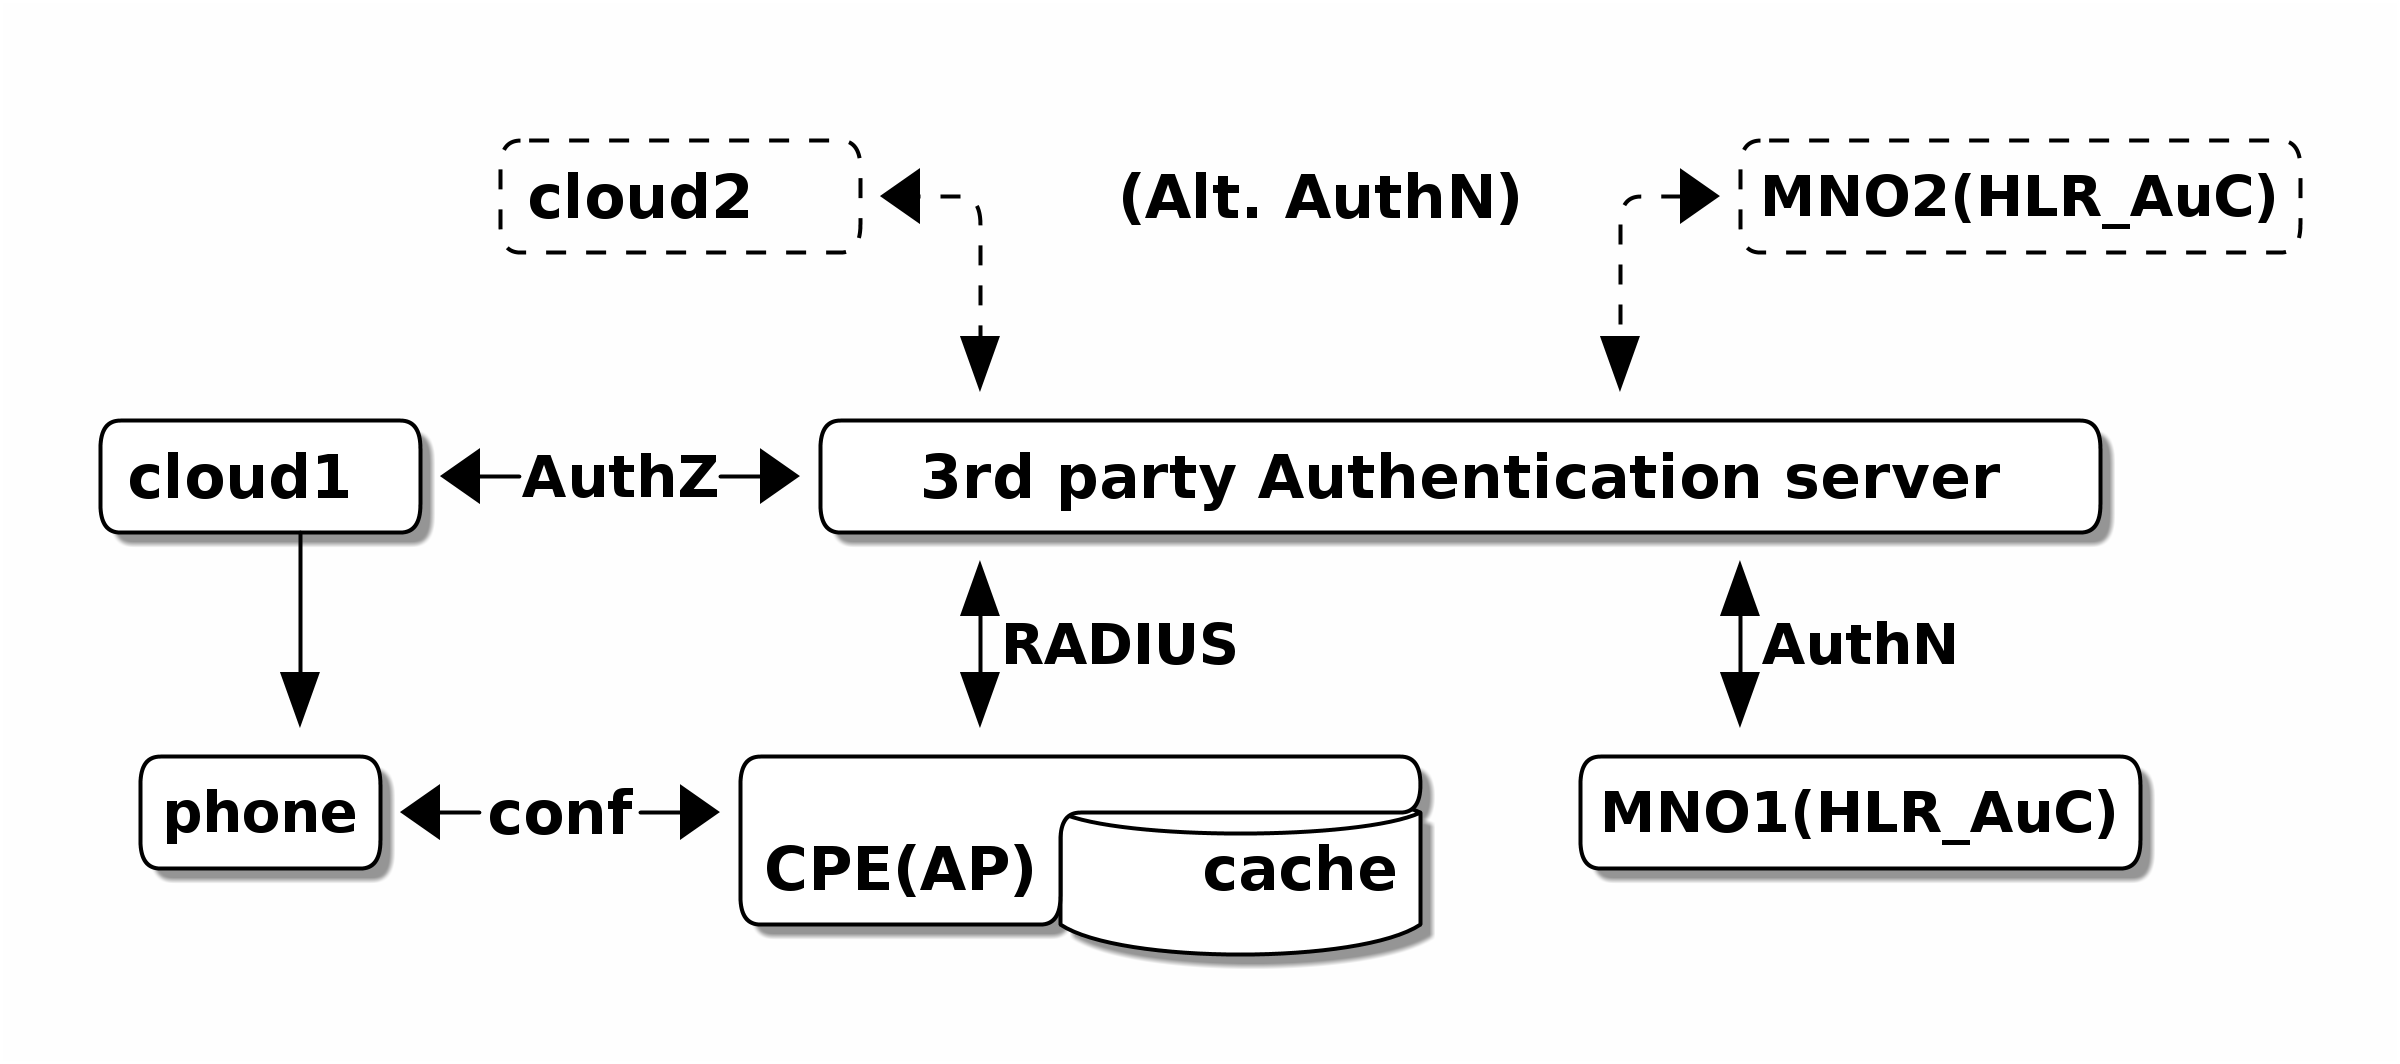 cloud2
(Alt. AuthN)
MNO2(HLR_AuC)
cloud1
AuthZ
3rd party Authentication server
RADIUS
AuthN
phone
conf
CPE(AP)
cache
MNO1(HLR_AuC)